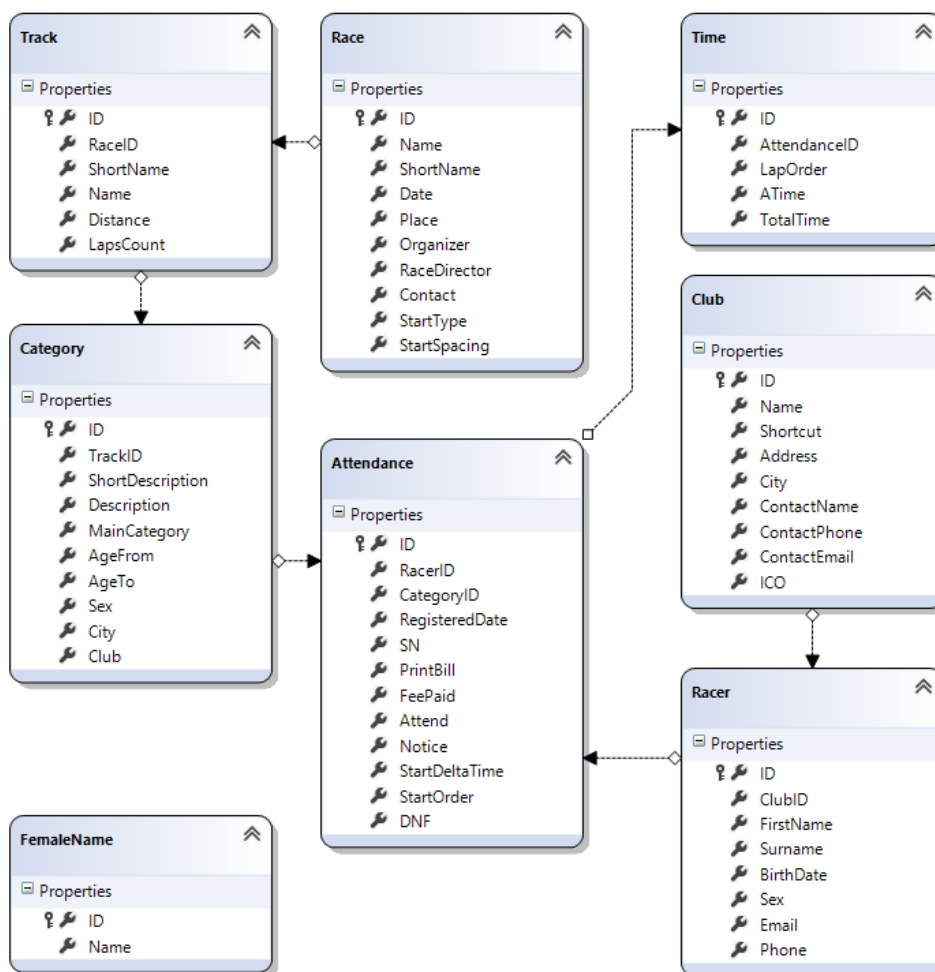 Track
Properties
ID
RaceID
ShortName
Name
Distance
LapsCount
Race
Properties
ID
Name
ShortName
Date
Place
Organizer
RaceDirector
Contact
StartType
StartSpacing
Time
Properties
ID
AttendanceID
LapOrder
ATime
TotalTime
Club
Properties
ID
Name
Shortcut
Address
City
ContactName
ContactPhone
ContactEmail
ICO
Category
Properties
ID
TrackID
ShortDescription
Description
MainCategory
AgeFrom
AgeTo
Sex
City
Club
Attendance
Properties
ID
RacerID
CategoryID
RegisteredDate
SN
PrintBill
FeePaid
Attend
Notice
StartDeltaTime
StartOrder
DNF
Racer
Properties
ID
ClubID
FirstName
Surname
BirthDate
Sex
Email
Phone
FemaleName
Properties
ID
Name